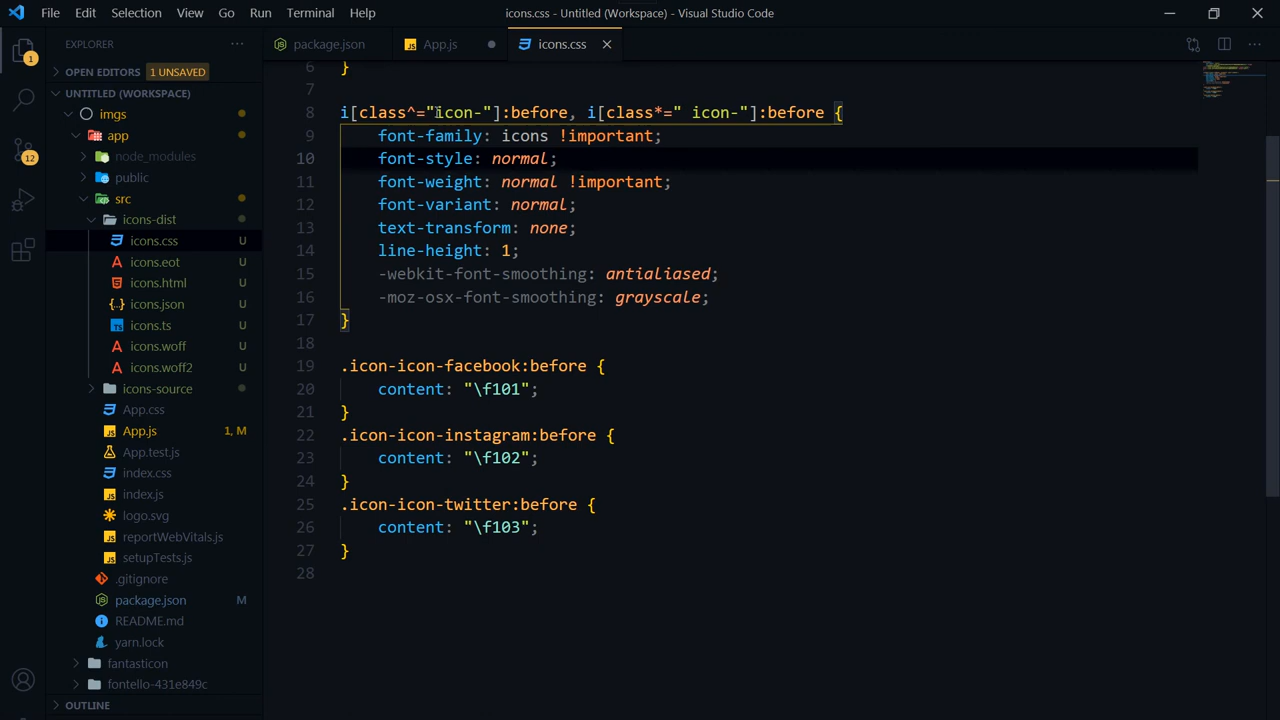 File Edit Selection View Go Run Terminal Help
icons.css - Untitled (Workspace) - Visual Studio Code
EXPLORER
package.json
App.js
icons.css
1
OPEN EDITORS 1 UNSAVED
UNTITLED (WORKSPACE)
imgs
app
node_modules
public
src
icons-dist
icons.css U
icons.eot U
icons.html U
icons.json U
icons.ts U
icons.woff U
icons.woff2 U
icons-source
App.css
App.js 1, M
App.test.js
index.css
index.js
logo.svg
reportWebVitals.js
setupTests.js
.gitignore
package.json M
README.md
yarn.lock
fantasticon
fontello-431e849c
OUTLINE
12
6 }
7
8 i[class^="icon-"]:before, i[class*=" icon-"]:before {
9 font-family: icons !important;
10 font-style: normal;
11 font-weight: normal !important;
12 font-variant: normal;
13 text-transform: none;
14 line-height: 1;
15 -webkit-font-smoothing: antialiased;
16 -moz-osx-font-smoothing: grayscale;
17 }
18
19 .icon-icon-facebook:before {
20 content: "\f101";
21 }
22 .icon-icon-instagram:before {
23 content: "\f102";
24 }
25 .icon-icon-twitter:before {
26 content: "\f103";
27 }
28